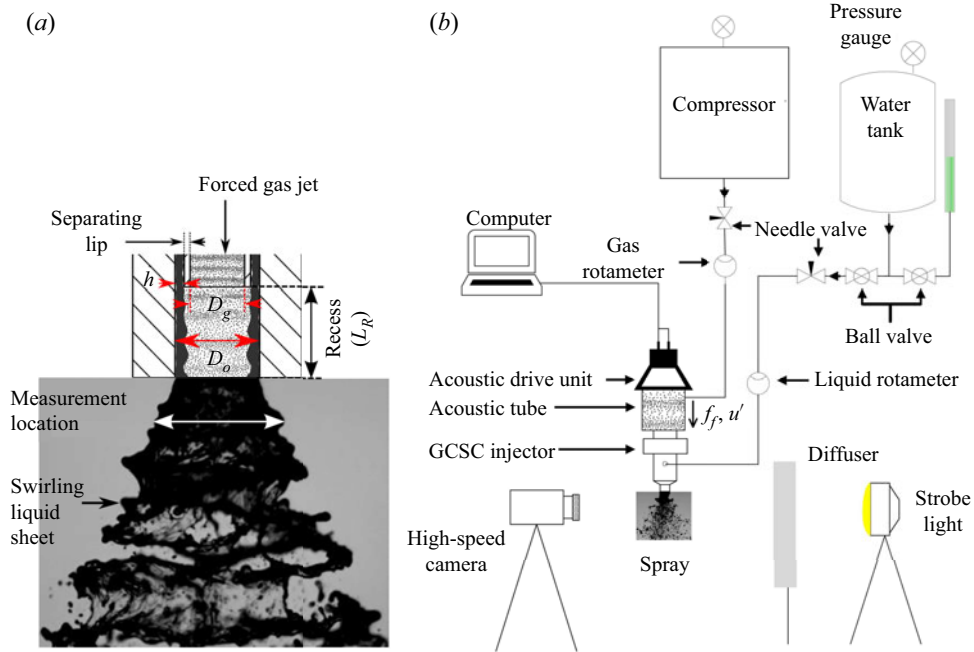 (a)
Forced gas jet
Separating
lip
h
D_g
D_o
Recess
(L_R)
Measurement
location
Swirling
liquid
sheet
(b)
Pressure
gauge
Compressor
Water
tank
Computer
Gas
rotameter
Needle valve
Ball valve
Acoustic drive unit
Acoustic tube
f_f, u′
Liquid rotameter
GCSC injector
Diffuser
Strobe
light
High-speed
camera
Spray